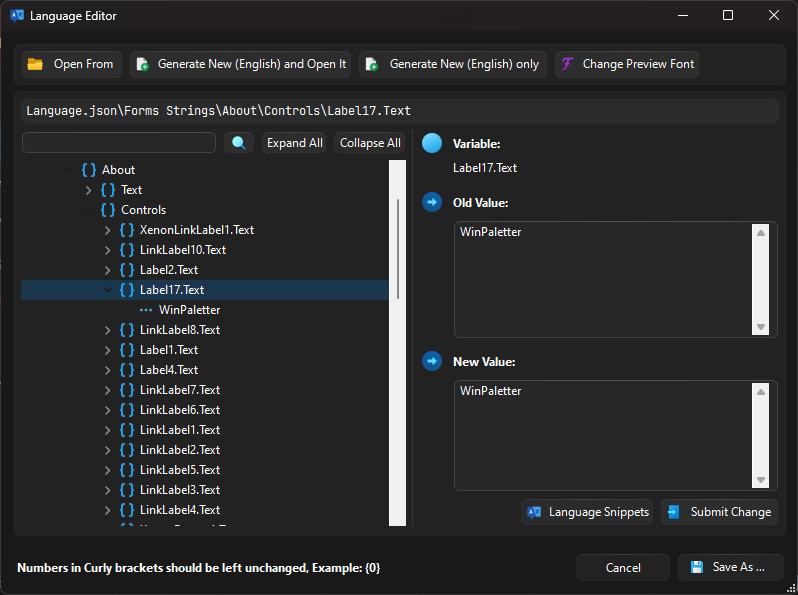 Language Editor
Open From
Generate New (English) and Open It
Generate New (English) only
Change Preview Font
Language.json\Forms Strings\About\Controls\Label17.Text
Expand All
Collapse All
About
Text
Controls
XenonLinkLabel1.Text
LinkLabel10.Text
Label2.Text
Label17.Text
WinPaletter
LinkLabel8.Text
Label1.Text
Label4.Text
LinkLabel7.Text
LinkLabel6.Text
LinkLabel1.Text
LinkLabel2.Text
LinkLabel5.Text
LinkLabel3.Text
LinkLabel4.Text
Variable:
Label17.Text
Old Value:
WinPaletter
New Value:
WinPaletter
Language Snippets
Submit Change
Numbers in Curly brackets should be left unchanged, Example: {0}
Cancel
Save As ...